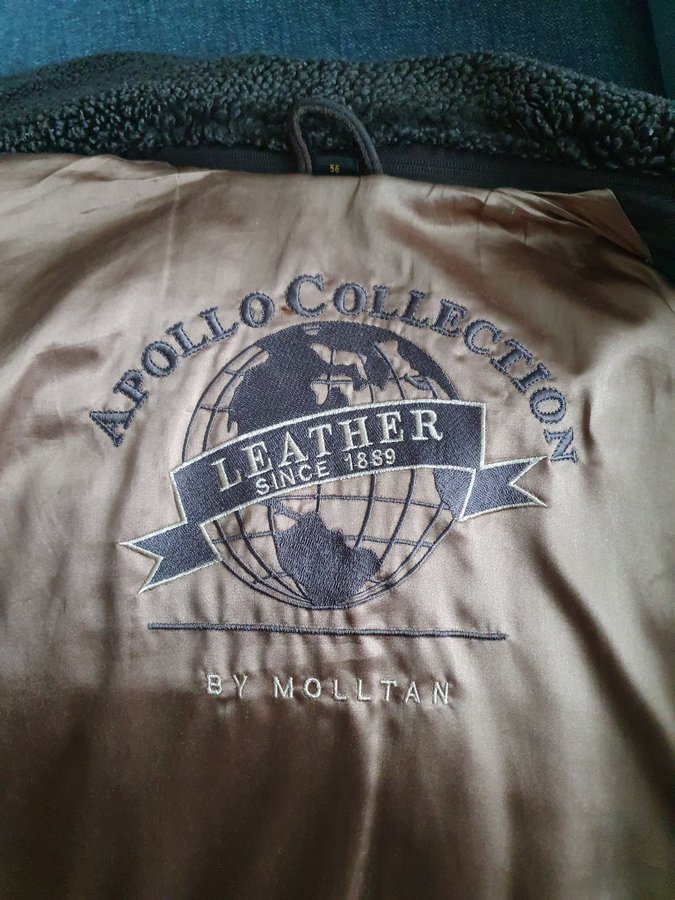 56
APOLLO COLLECTION
LEATHER
SINCE 1889
BY MOLLTAN